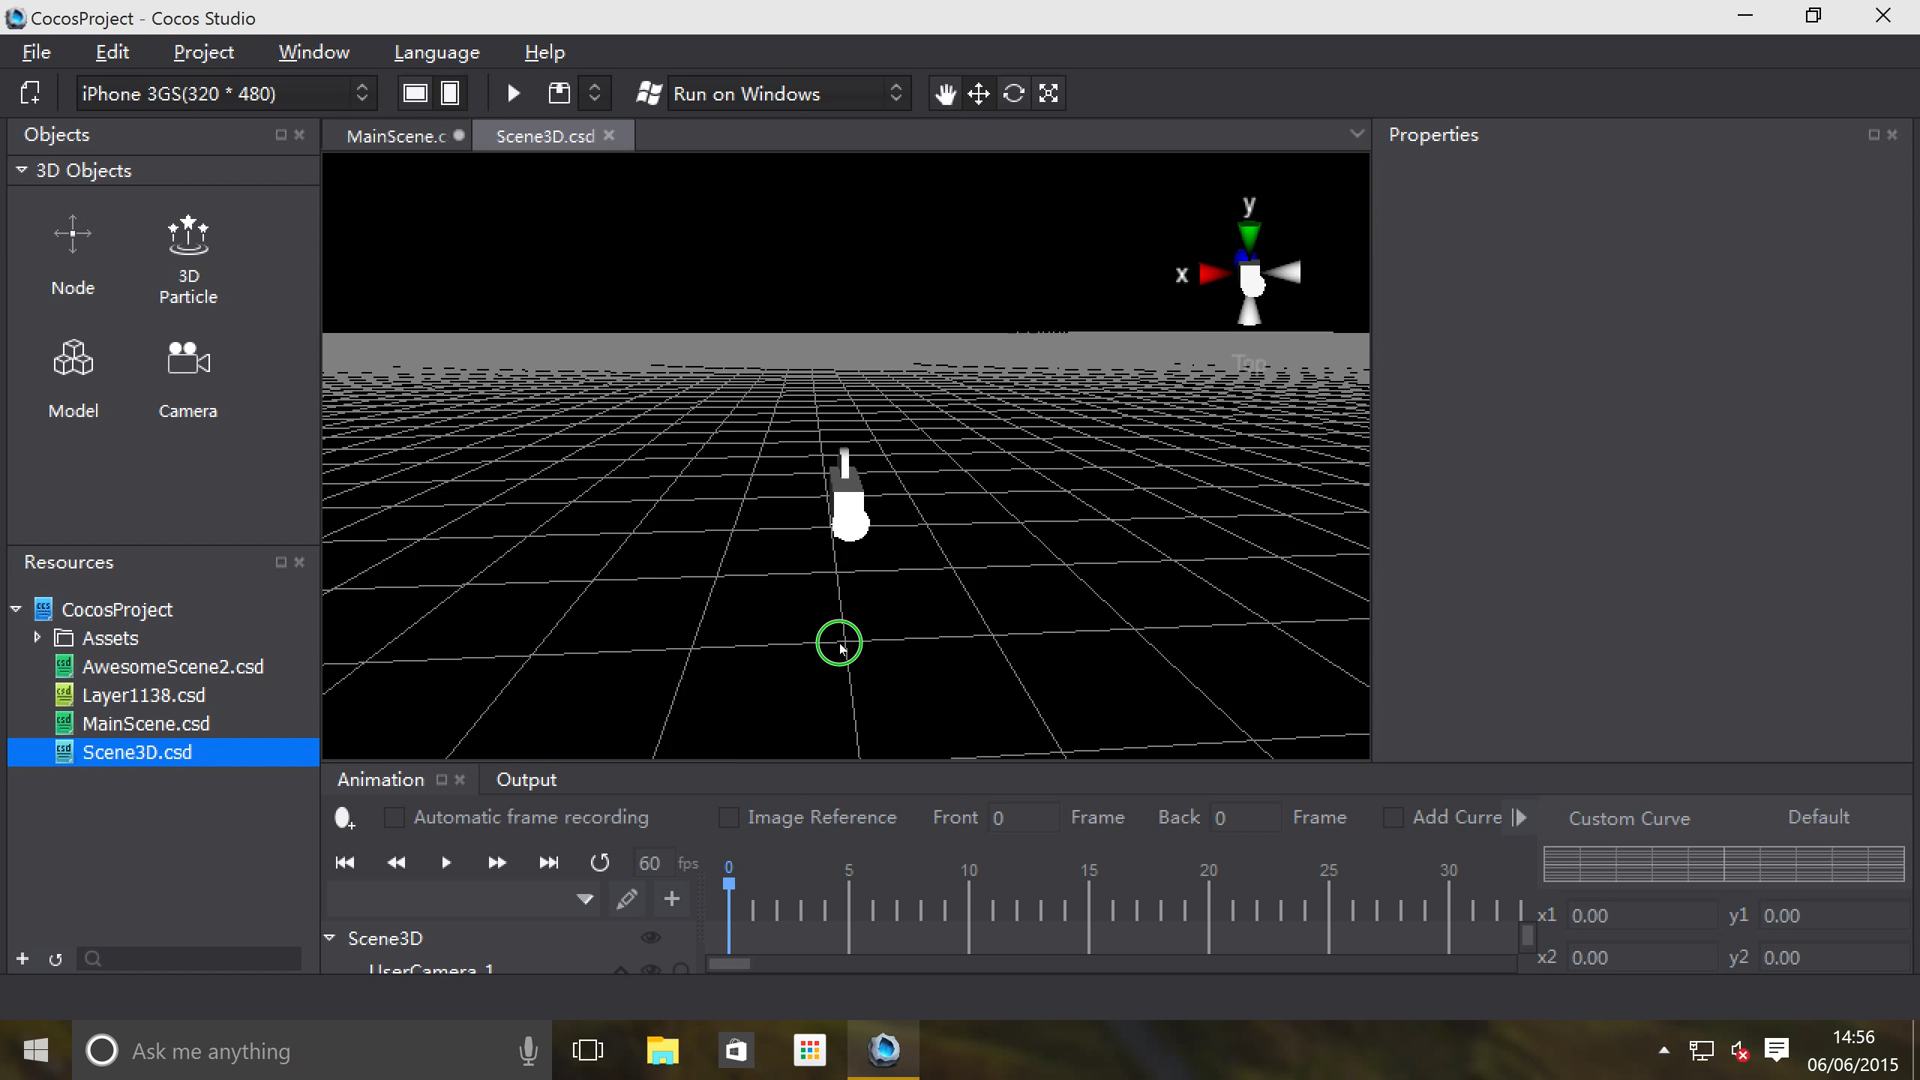 CocosProject - Cocos Studio
File Edit Project Window Language Help
iPhone 3GS(320 * 480) Run on Windows
Objects
3D Objects
Node
3D
Particle
Model
Camera
MainScene.c
Scene3D.csd
Properties
y
x
Top
Resources
CocosProject
Assets
AwesomeScene2.csd
Layer1138.csd
MainScene.csd
Scene3D.csd
Animation Output
Automatic frame recording Image Reference Front 0 Frame Back 0 Frame Add Curre Custom Curve Default
60 fps
0 5 10 15 20 25 30
x1 0.00 y1 0.00
Scene3D
x2 0.00 y2 0.00
UserCamera_1
Ask me anything
14:56
06/06/2015